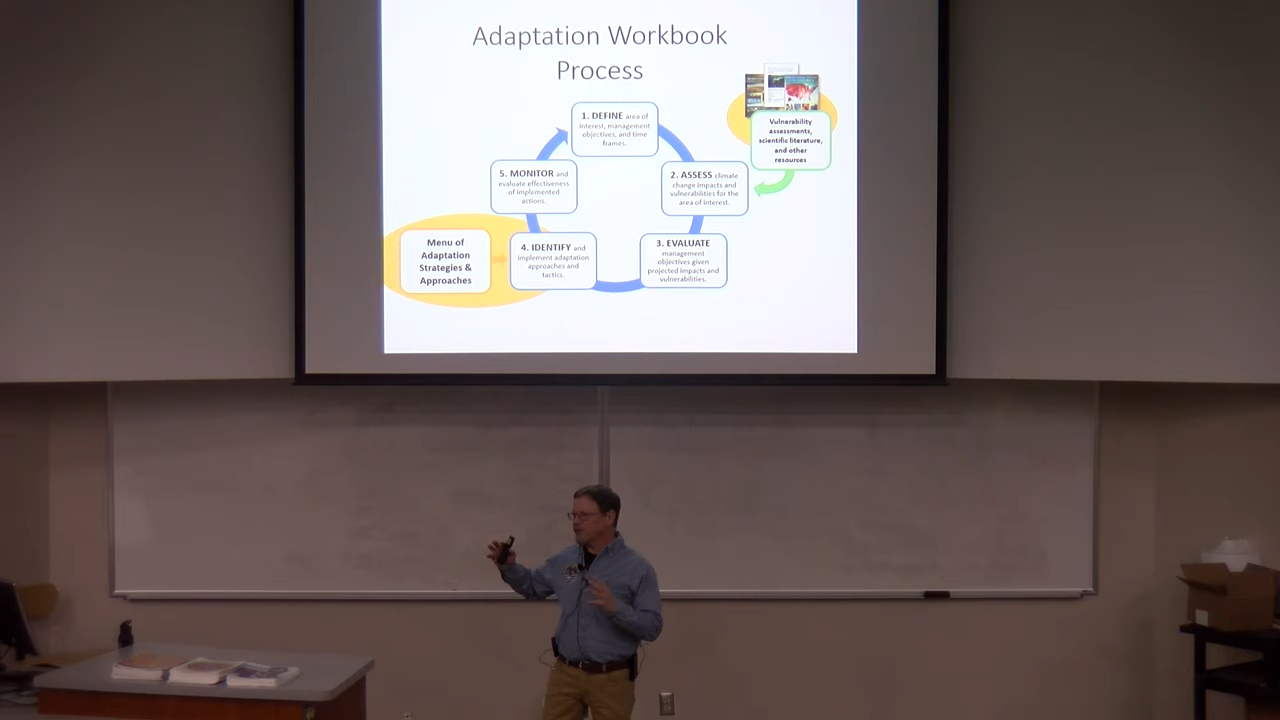 Adaptation Workbook
Process
1. DEFINE area of
interest, management
objectives, and time
frames.
Vulnerability
assessments,
scientific literature,
and other
resources
5. MONITOR and
evaluate effectiveness
of implemented
actions.
2. ASSESS climate
change impacts and
vulnerabilities for the
area of interest.
Menu of
Adaptation
Strategies &
Approaches
4. IDENTIFY and
implement adaptation
approaches and
tactics.
3. EVALUATE
management
objectives given
projected impacts and
vulnerabilities.